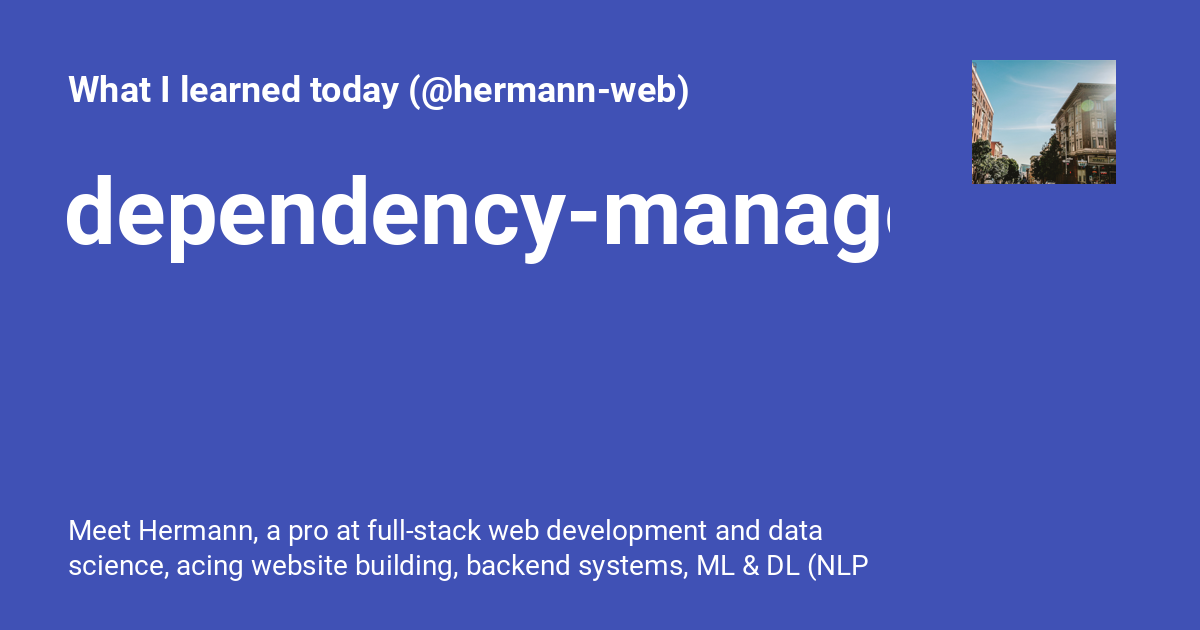 What I learned today (@hermann-web)
dependency-manag
Meet Hermann, a pro at full-stack web development and data
science, acing website building, backend systems, ML & DL (NLP